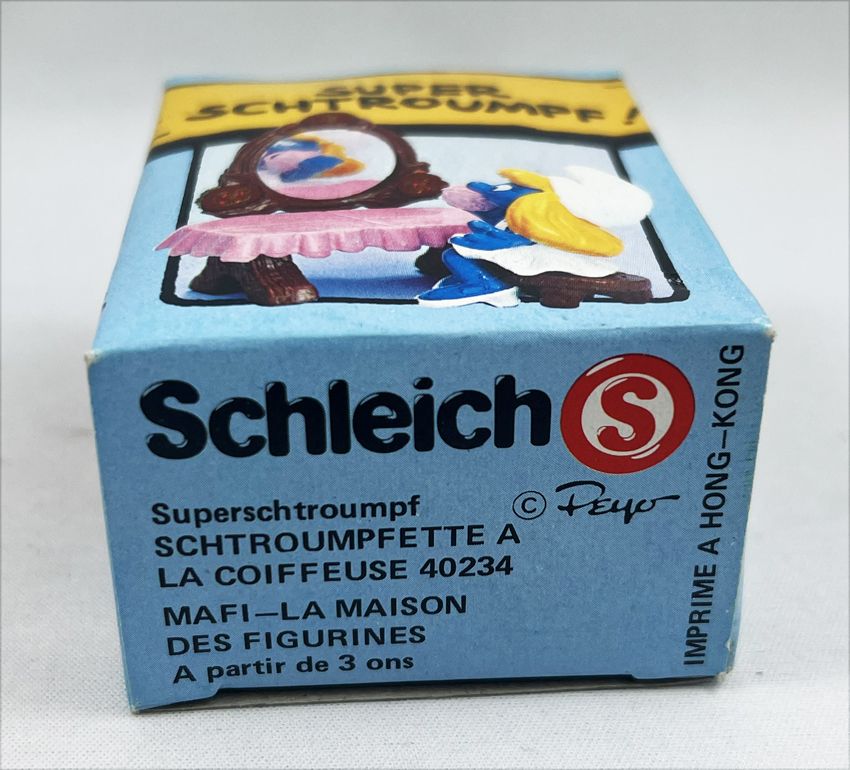 SUPER
SCHTROUMPF!
Schleich S
Superschtroumpf © Peyo
SCHTROUMPFETTE A
LA COIFFEUSE 40234
MAFI—LA MAISON
DES FIGURINES
A partir de 3 ons
IMPRIME A HONG—KONG